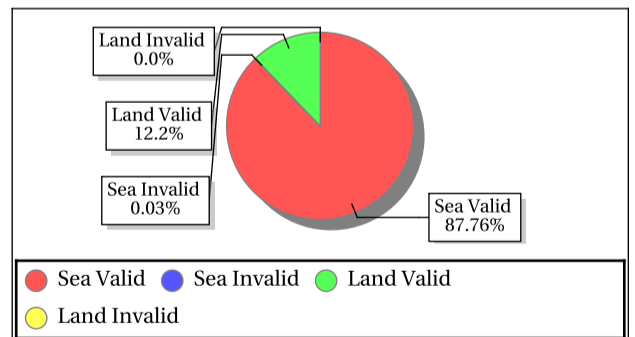 Land Invalid
0.0%
Land Valid
12.2%
Sea Invalid
0.03%
Sea Valid
87.76%
Sea Valid Sea Invalid Land Valid
Land Invalid